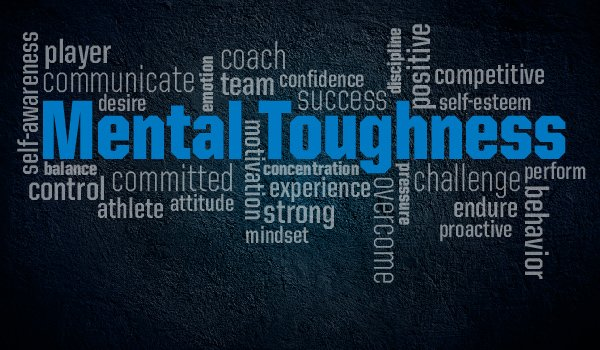 self-awareness
player
communicate
desire
emotion
coach
team
confidence
success
discipline
positive
competitive
self-esteem
Mental Toughness
balance
control
committed
athlete
attitude
motivation
concentration
experience
strong
mindset
overcome
pressure
challenge
perform
endure
proactive
behavior